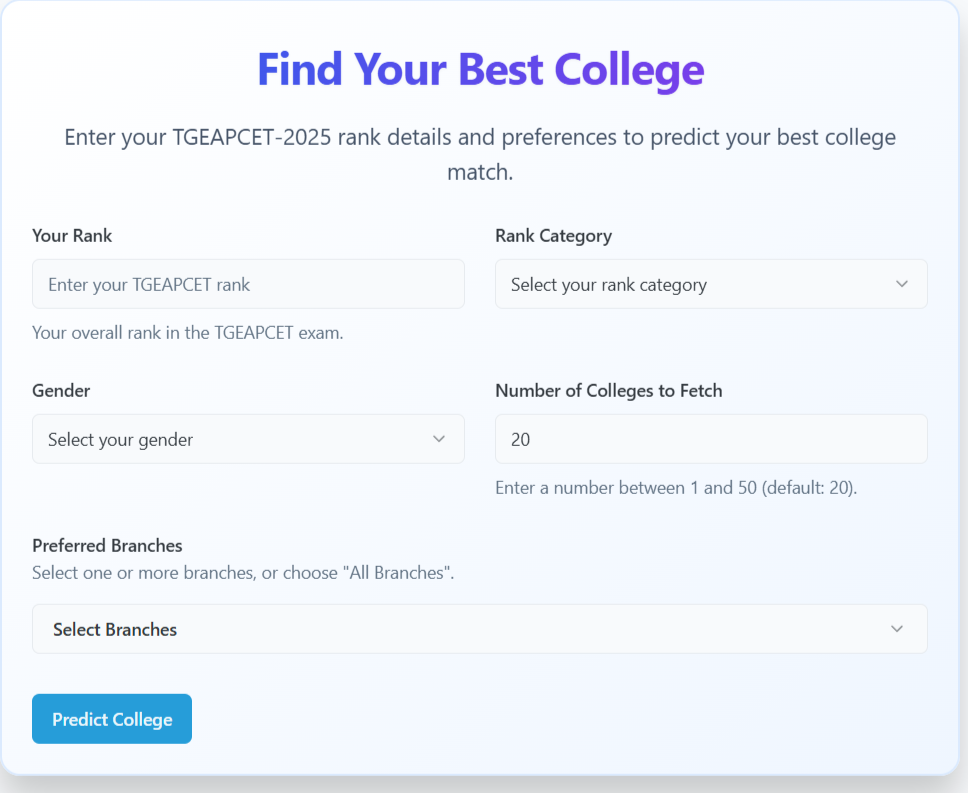 Find Your Best College
Enter your TGEAPCET-2025 rank details and preferences to predict your best college
match.
Your Rank
Rank Category
Enter your TGEAPCET rank
Select your rank category
Your overall rank in the TGEAPCET exam.
Gender
Number of Colleges to Fetch
Select your gender
20
Enter a number between 1 and 50 (default: 20).
Preferred Branches
Select one or more branches, or choose "All Branches".
Select Branches
Predict College